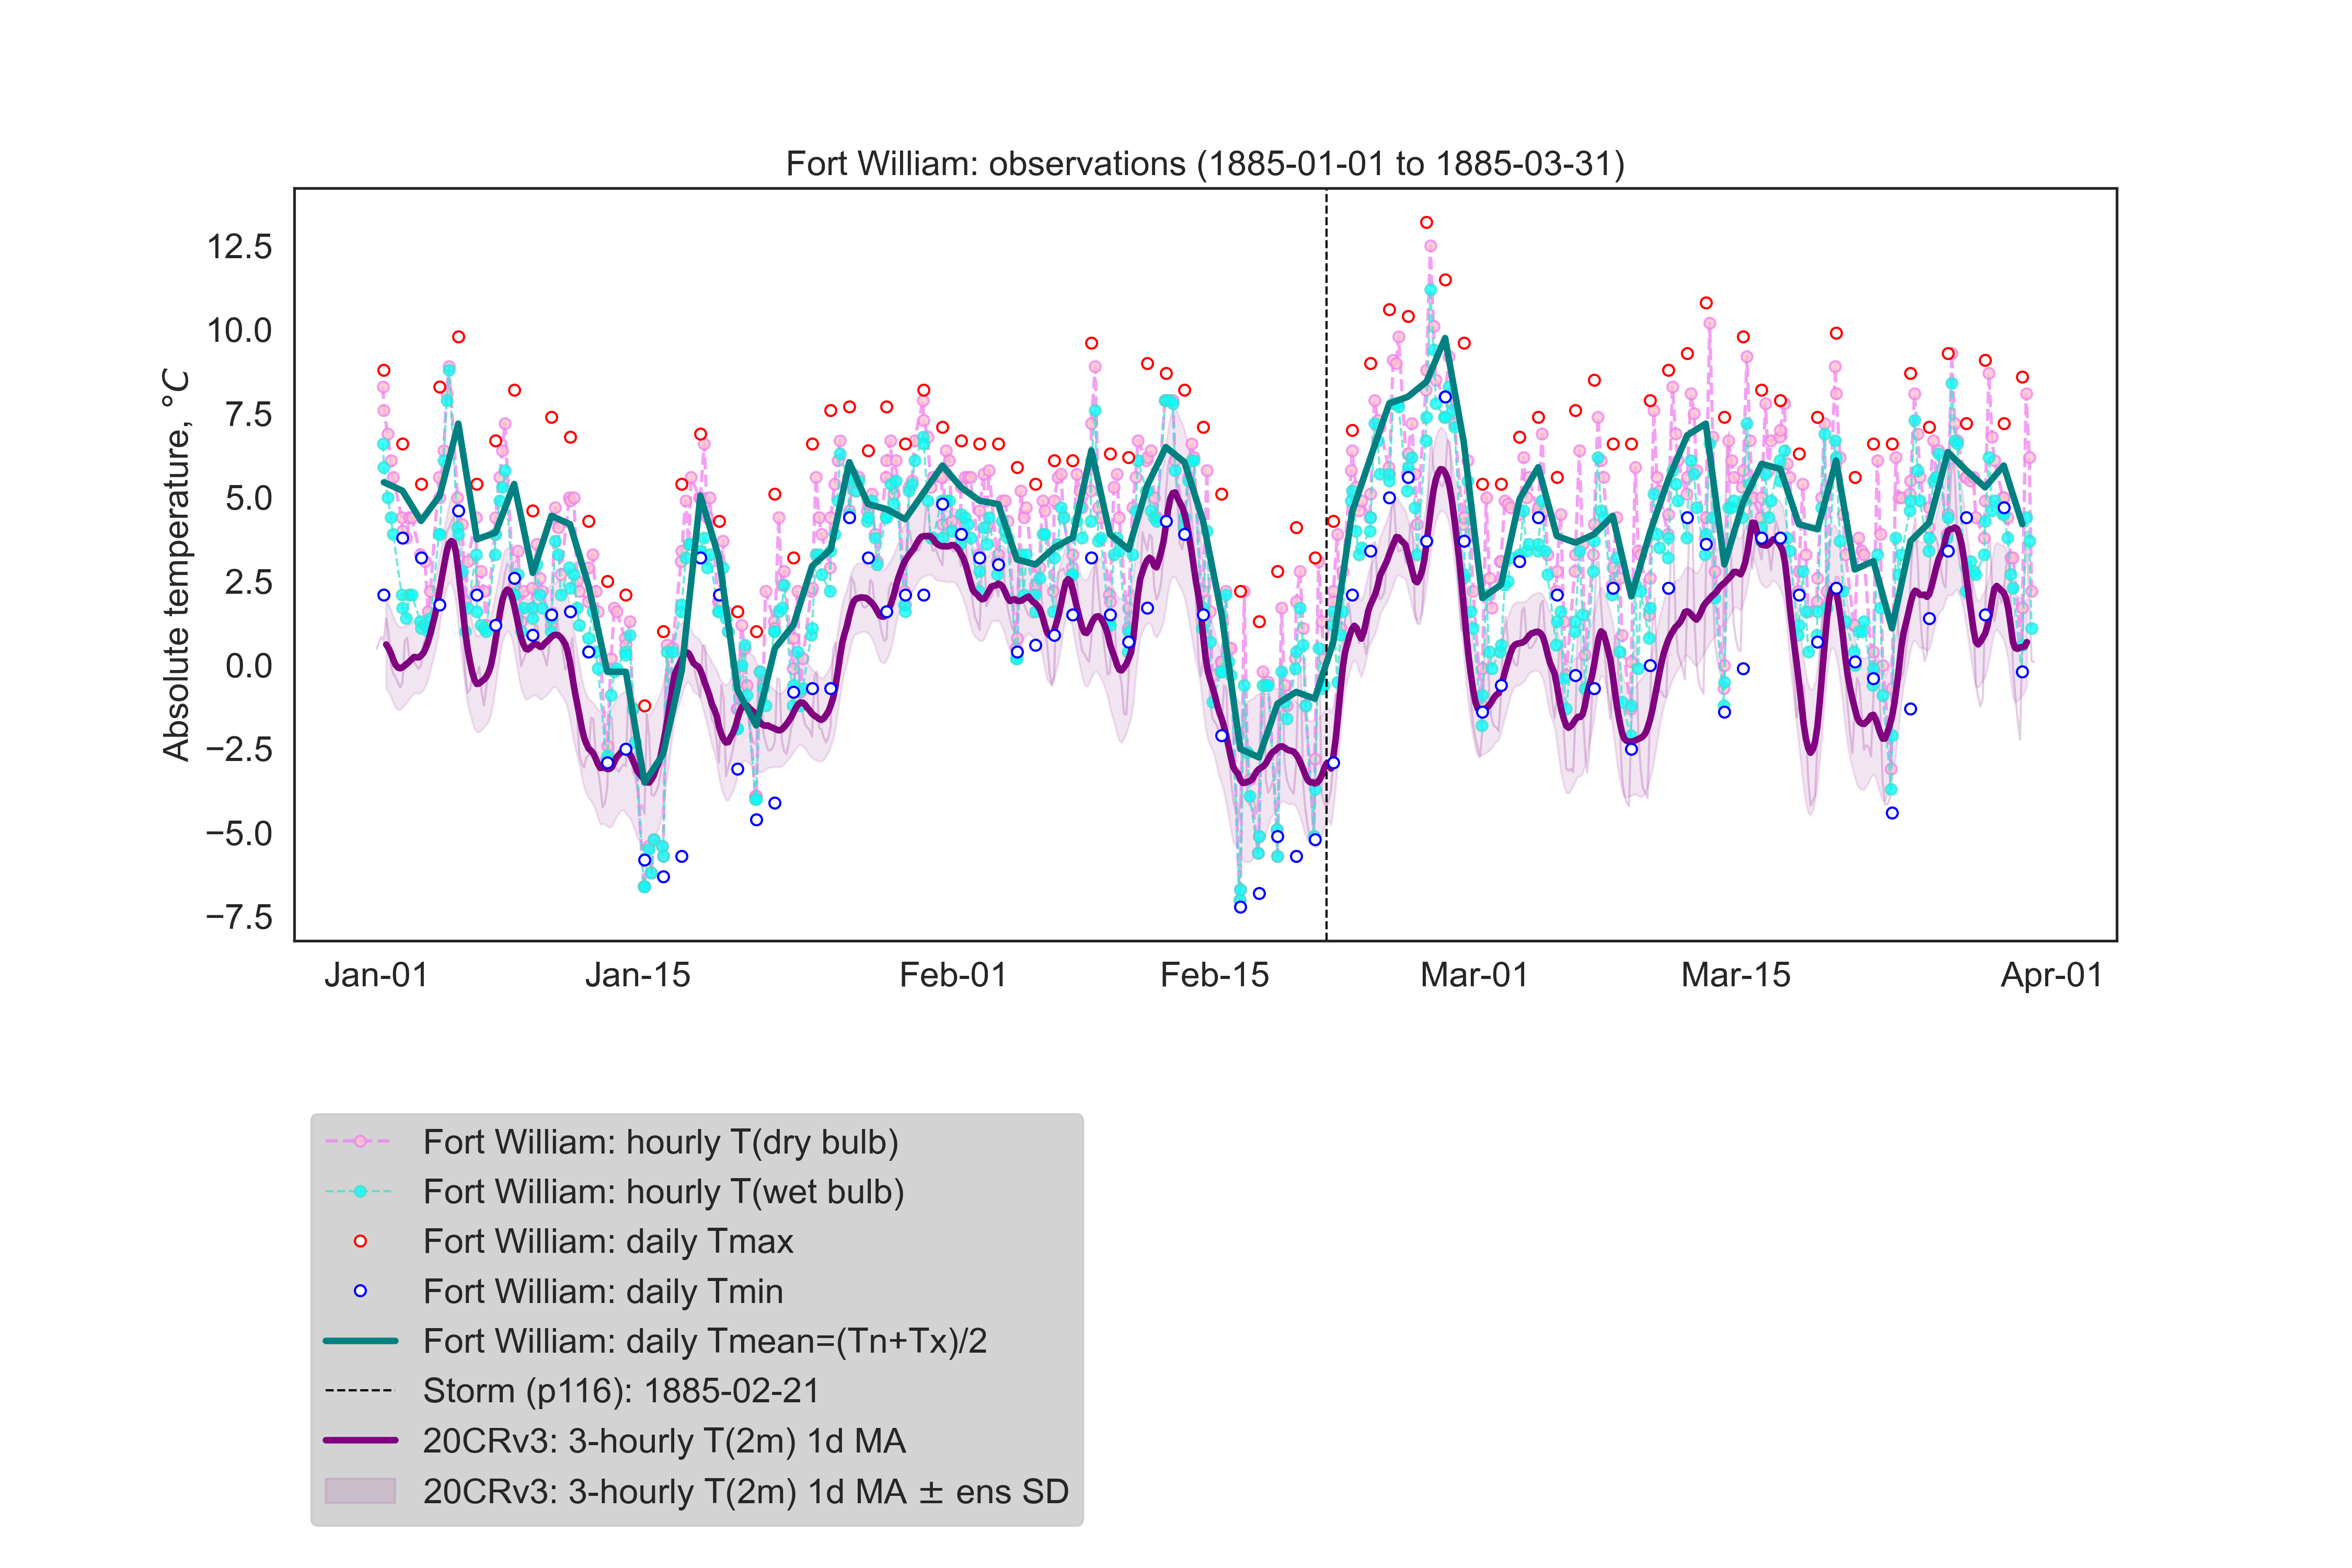 Fort William: observations (1885-01-01 to 1885-03-31)
Absolute temperature, °C
12.5
10.0
7.5
5.0
2.5
0.0
−2.5
−5.0
−7.5
Jan-01 Jan-15 Feb-01 Feb-15 Mar-01 Mar-15 Apr-01
Fort William: hourly T(dry bulb)
Fort William: hourly T(wet bulb)
Fort William: daily Tmax
Fort William: daily Tmin
Fort William: daily Tmean=(Tn+Tx)/2
Storm (p116): 1885-02-21
20CRv3: 3-hourly T(2m) 1d MA
20CRv3: 3-hourly T(2m) 1d MA ± ens SD